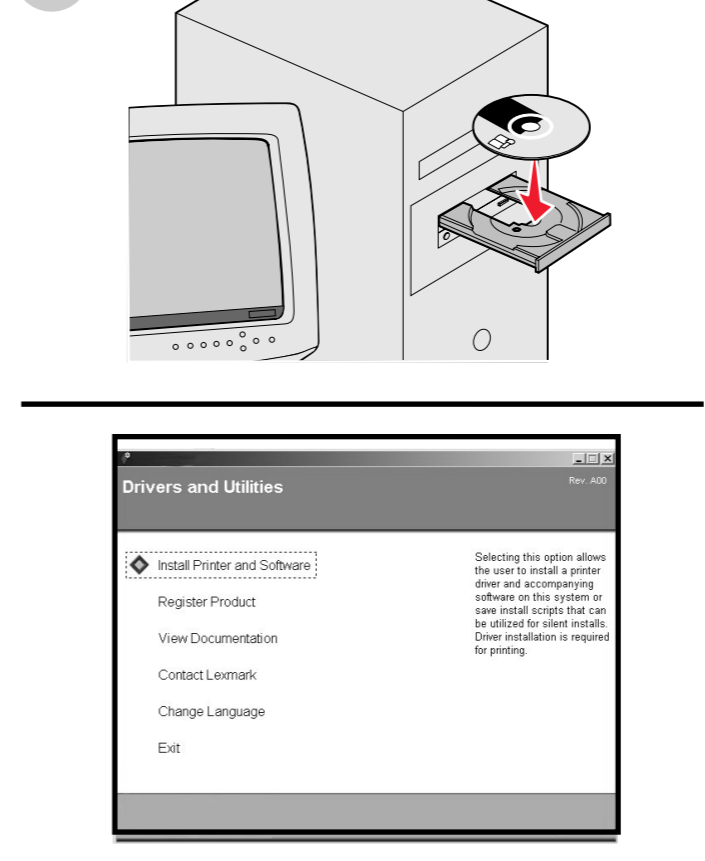 Drivers and Utilities
Rev. A00
Install Printer and Software
Register Product
View Documentation
Contact Lexmark
Change Language
Exit
Selecting this option allows
the user to install a printer
driver and accompanying
software on this system or
save install scripts that can
be utilized for silent installs.
Driver installation is required
for printing.